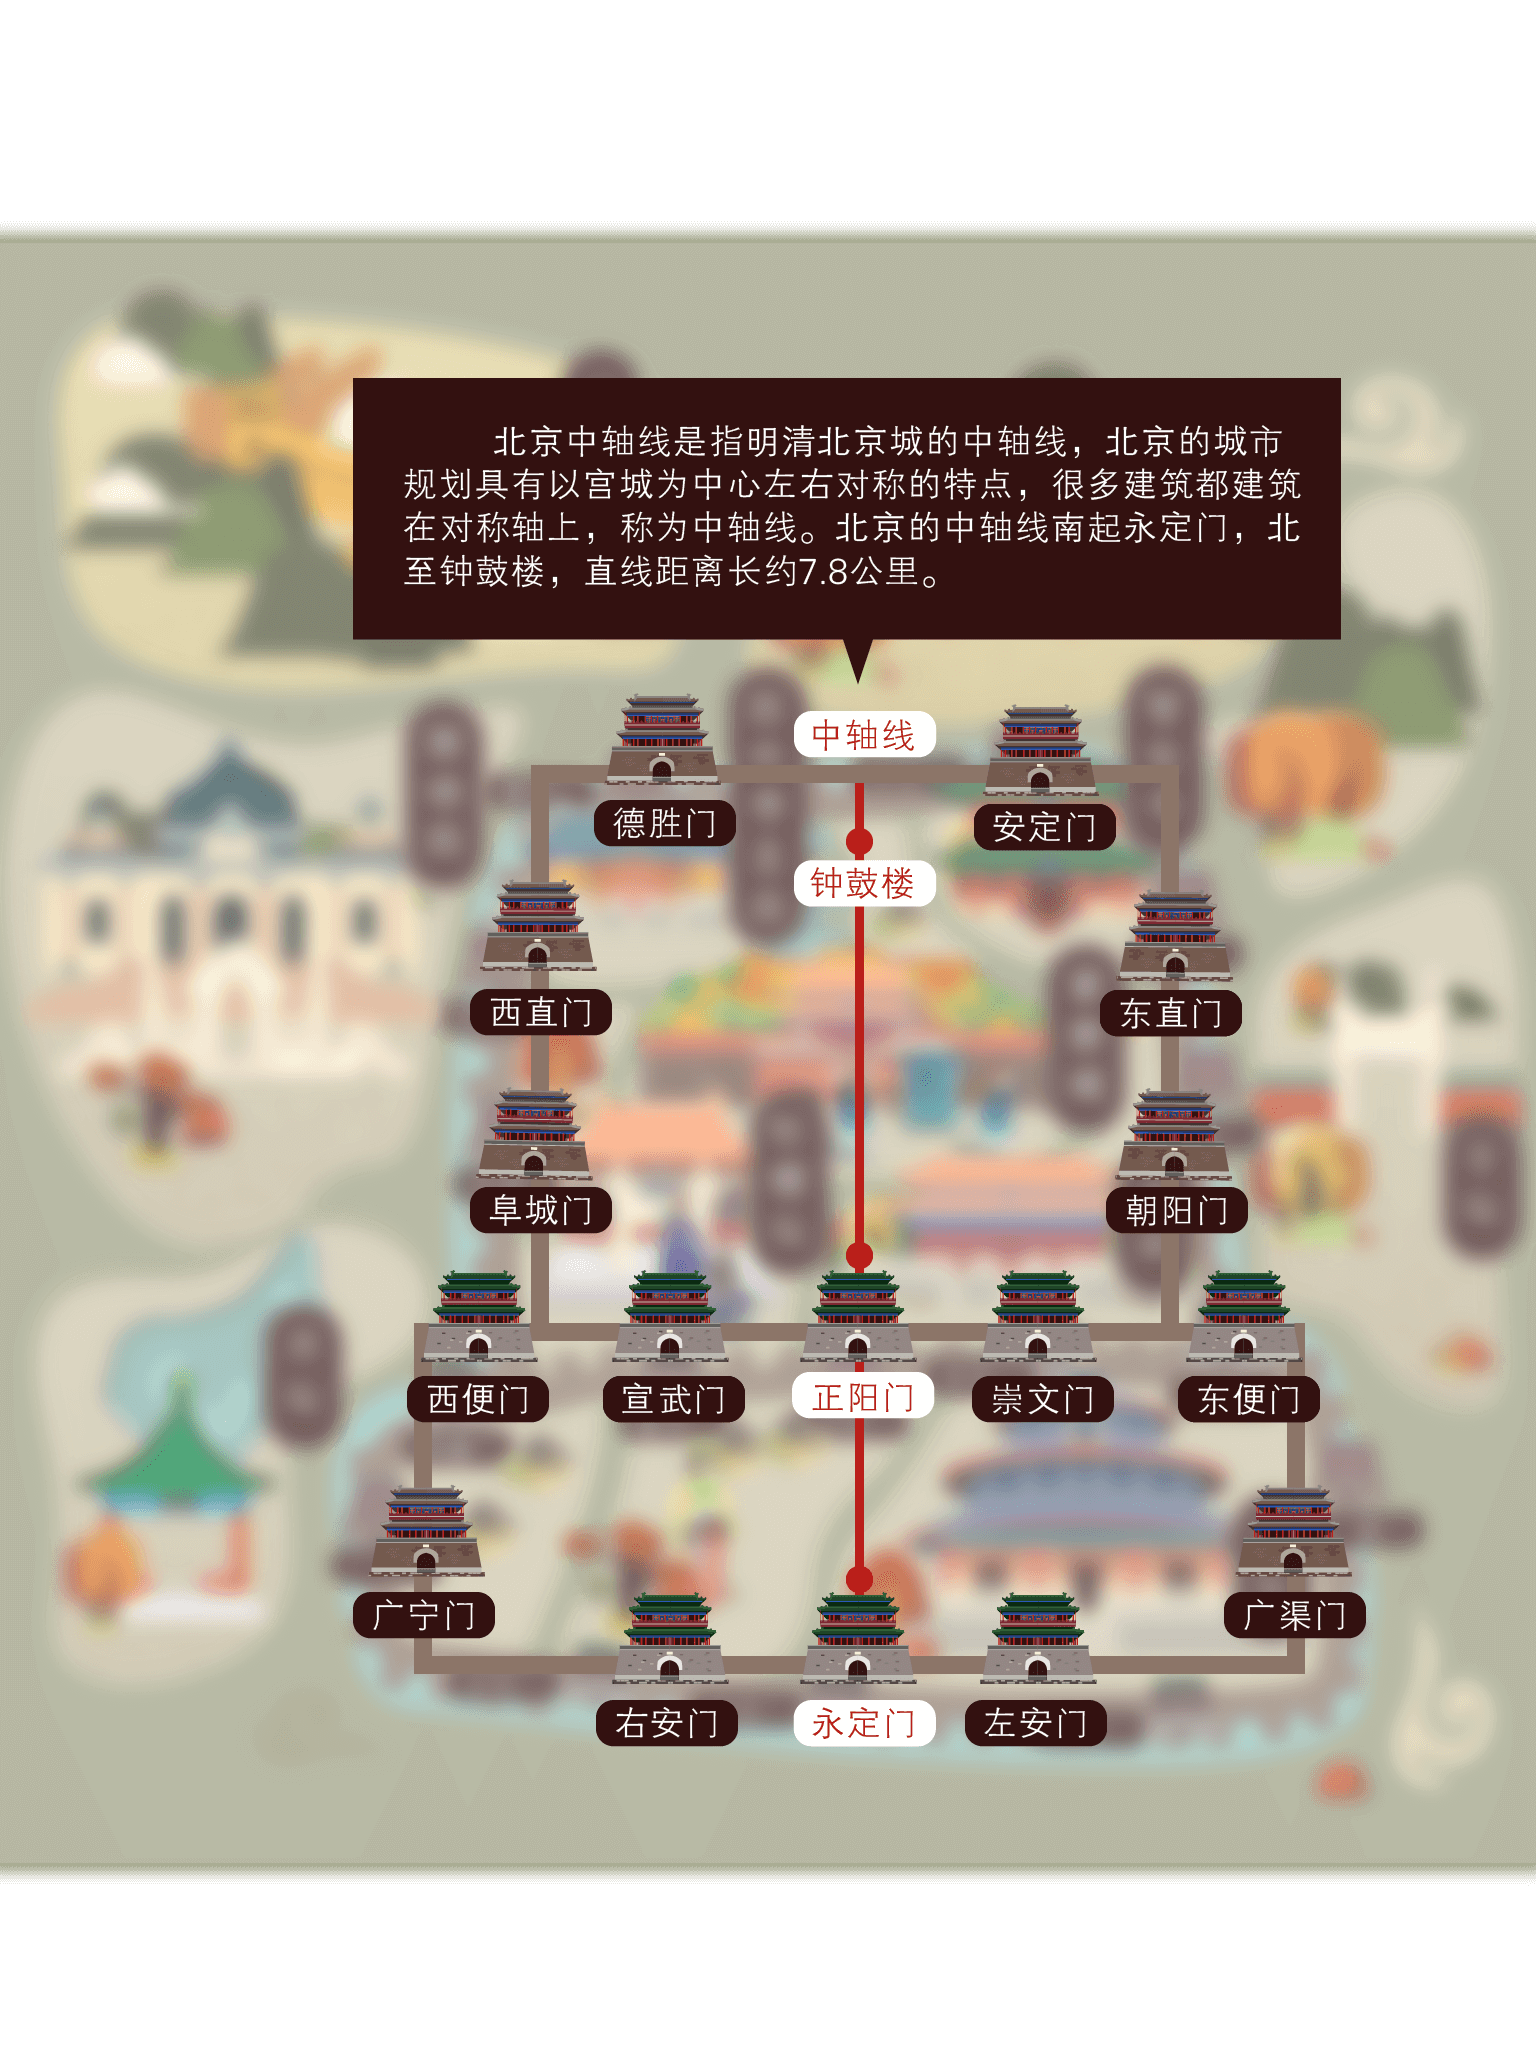 北京中轴线是指明清北京城的中轴线，北京的城市
规划具有以宫城为中心左右对称的特点，很多建筑都建筑
在对称轴上，称为中轴线。北京的中轴线南起永定门，北
至钟鼓楼，直线距离长约7.8公里。
中轴线
德胜门
安定门
钟鼓楼
西直门
东直门
阜城门
朝阳门
西便门
宣武门
正阳门
崇文门
东便门
广宁门
广渠门
右安门
永定门
左安门